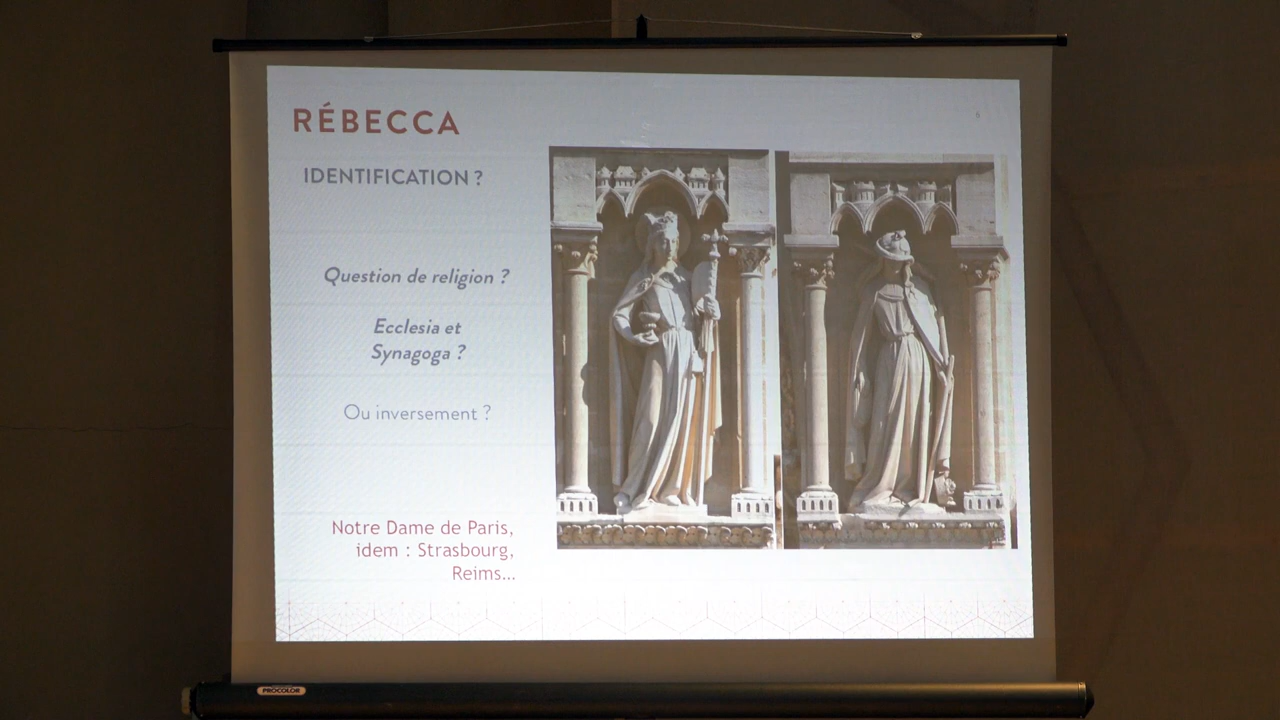 RÉBECCA
IDENTIFICATION ?
Question de religion ?
Ecclesia et
Synagoga ?
Ou inversement ?
Notre Dame de Paris,
idem : Strasbourg,
Reims...
PROCOLOR